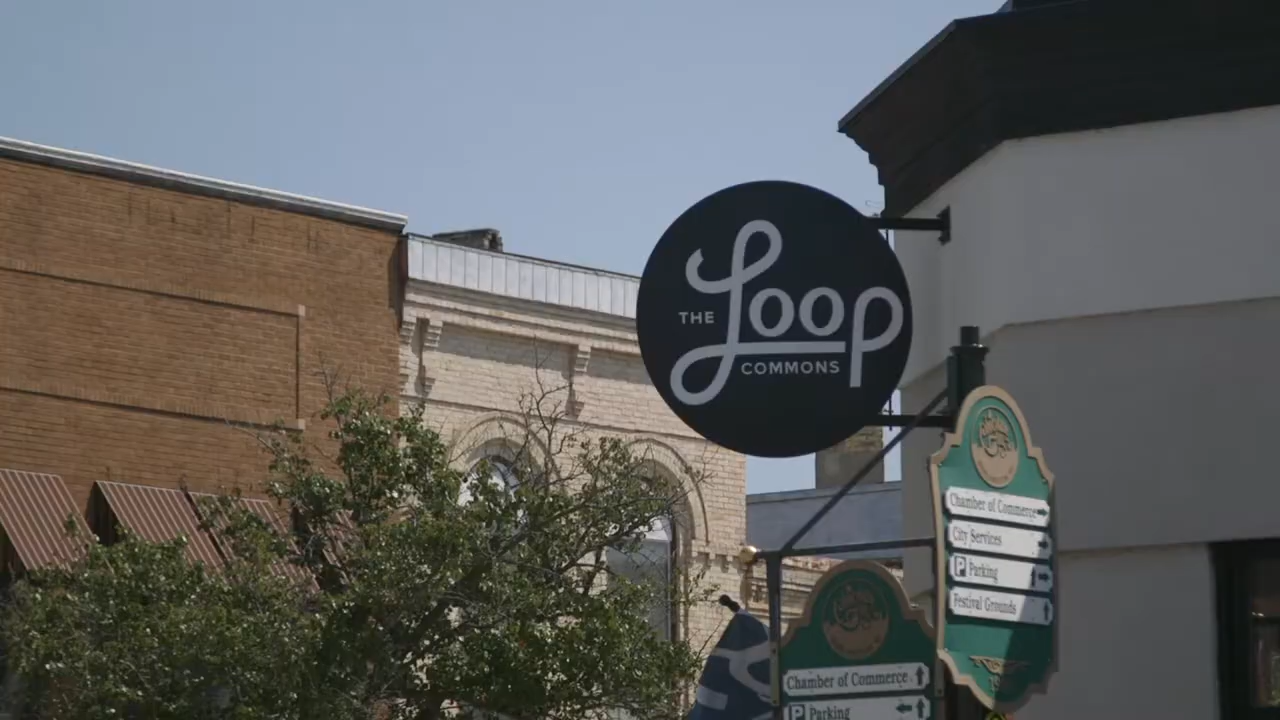 THE
Loop
COMMONS
Chamber of Commerce
City Services
P Parking
Festival Grounds
Chamber of Commerce
P Parking